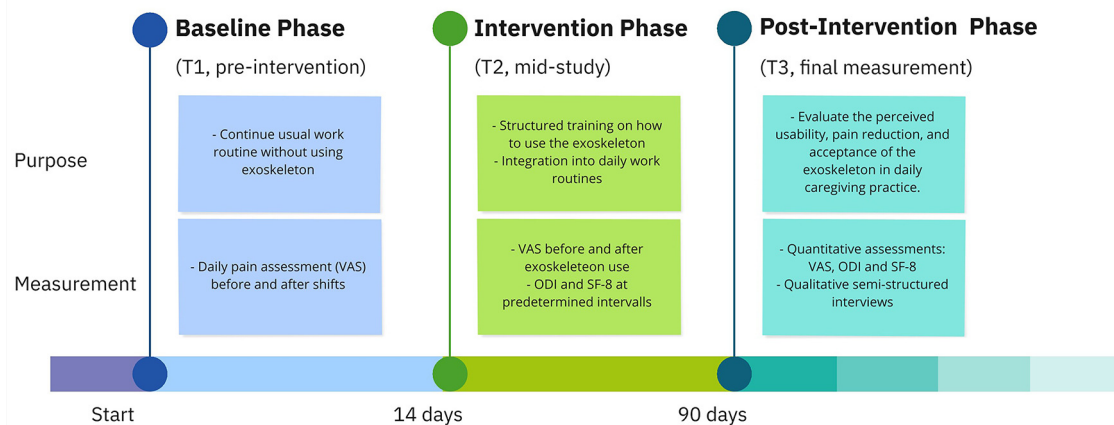 Baseline Phase
(T1, pre-intervention)
Intervention Phase
(T2, mid-study)
Post-Intervention Phase
(T3, final measurement)
Purpose
- Continue usual work
routine without using
exoskeleton
- Structured training on how
to use the exoskeleton
- Integration into daily work
routines
- Evaluate the perceived
usability, pain reduction, and
acceptance of the
exoskeleton in daily
caregiving practice.
Measurement
- Daily pain assessment (VAS)
before and after shifts
- VAS before and after
exoskeleteon use
- ODI and SF-8 at
predetermined intervalls
- Quantitative assessments:
VAS, ODI and SF-8
- Qualitative semi-structured
interviews
Start
14 days
90 days